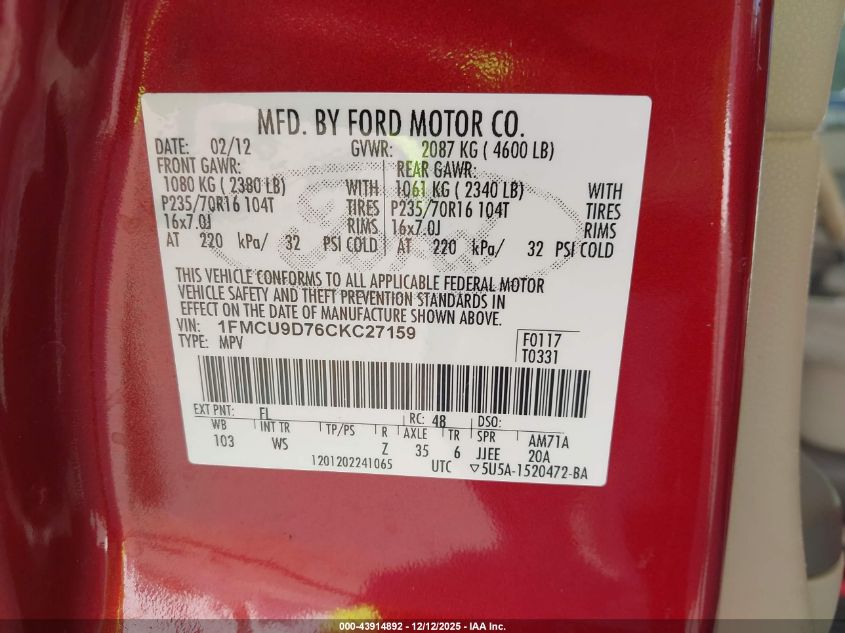 MFD. BY FORD MOTOR CO.
DATE: 02/12 GVWR: 2087 KG ( 4600 LB)
FRONT GAWR: REAR GAWR:
1080 KG ( 2380 LB) WITH 1061 KG ( 2340 LB) WITH
P235/70R16 104T TIRES P235/70R16 104T TIRES
16x7.0J RIMS 16x7.0J RIMS
AT 220 kPa/ 32 PSI COLD AT 220 kPa/ 32 PSI COLD
THIS VEHICLE CONFORMS TO ALL APPLICABLE FEDERAL MOTOR
VEHICLE SAFETY AND THEFT PREVENTION STANDARDS IN
EFFECT ON THE DATE OF MANUFACTURE SHOWN ABOVE.
VIN: 1FMCU9D76CKC27159
TYPE: MPV
F0117
T0331
EXT PNT: FL RC: 48 DSO:
WB INT TR TP/PS R AXLE TR SPR AM71A
103 WS Z 35 6 JJEE 20A
1201202241065 UTC ▽5U5A-1520472-BA
000-43914892 - 12/12/2025 - IAA Inc.